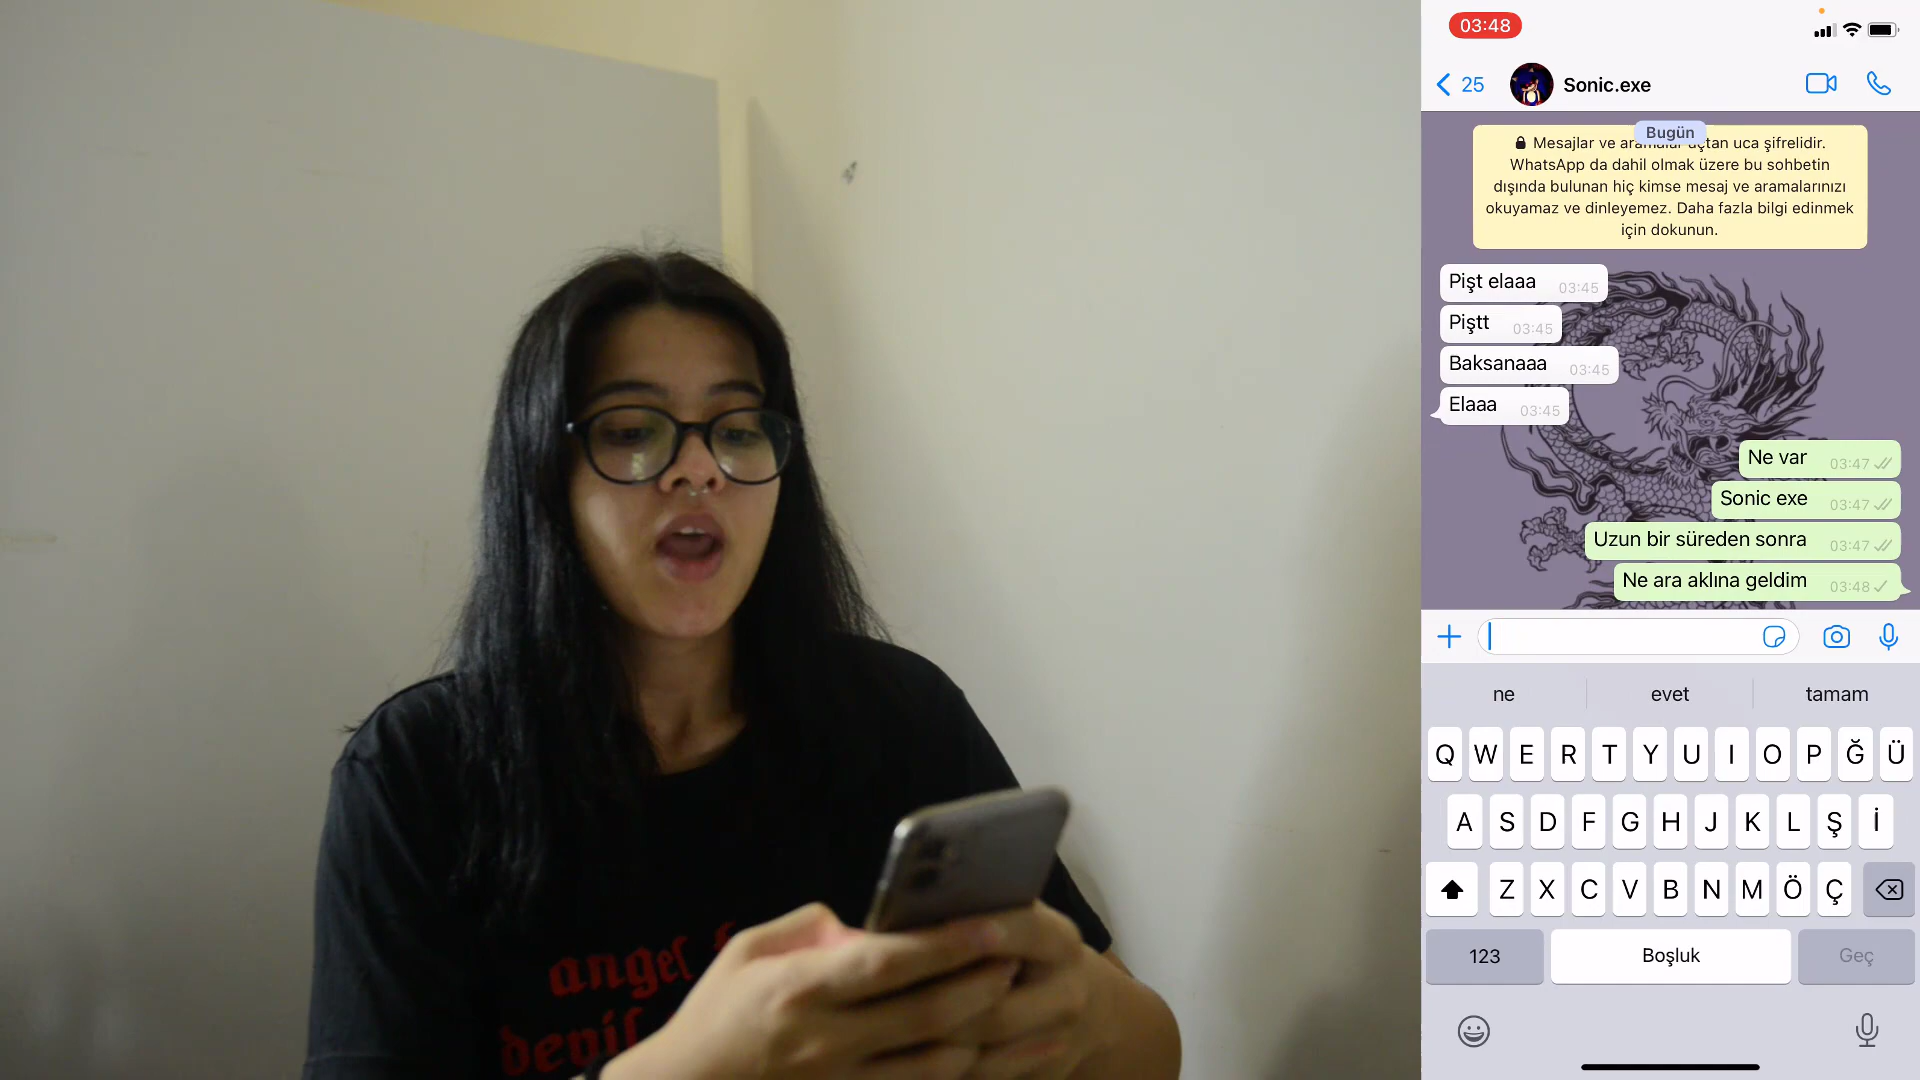 03:48
25
Sonic.exe
Bugün
Mesajlar ve aramalar uçtan uca şifrelidir.
WhatsApp da dahil olmak üzere bu sohbetin
dışında bulunan hiç kimse mesaj ve aramalarınızı
okuyamaz ve dinleyemez. Daha fazla bilgi edinmek
için dokunun.
Pişt elaaa 03:45
Piştt 03:45
Baksanaaa 03:45
Elaaa 03:45
Ne var 03:47
Sonic exe 03:47
Uzun bir süreden sonra 03:47
Ne ara aklına geldim 03:48
ne evet tamam
Q W E R T Y U I O P Ğ Ü
A S D F G H J K L Ş İ
Z X C V B N M Ö Ç
123 Boşluk Geç
angel
devil